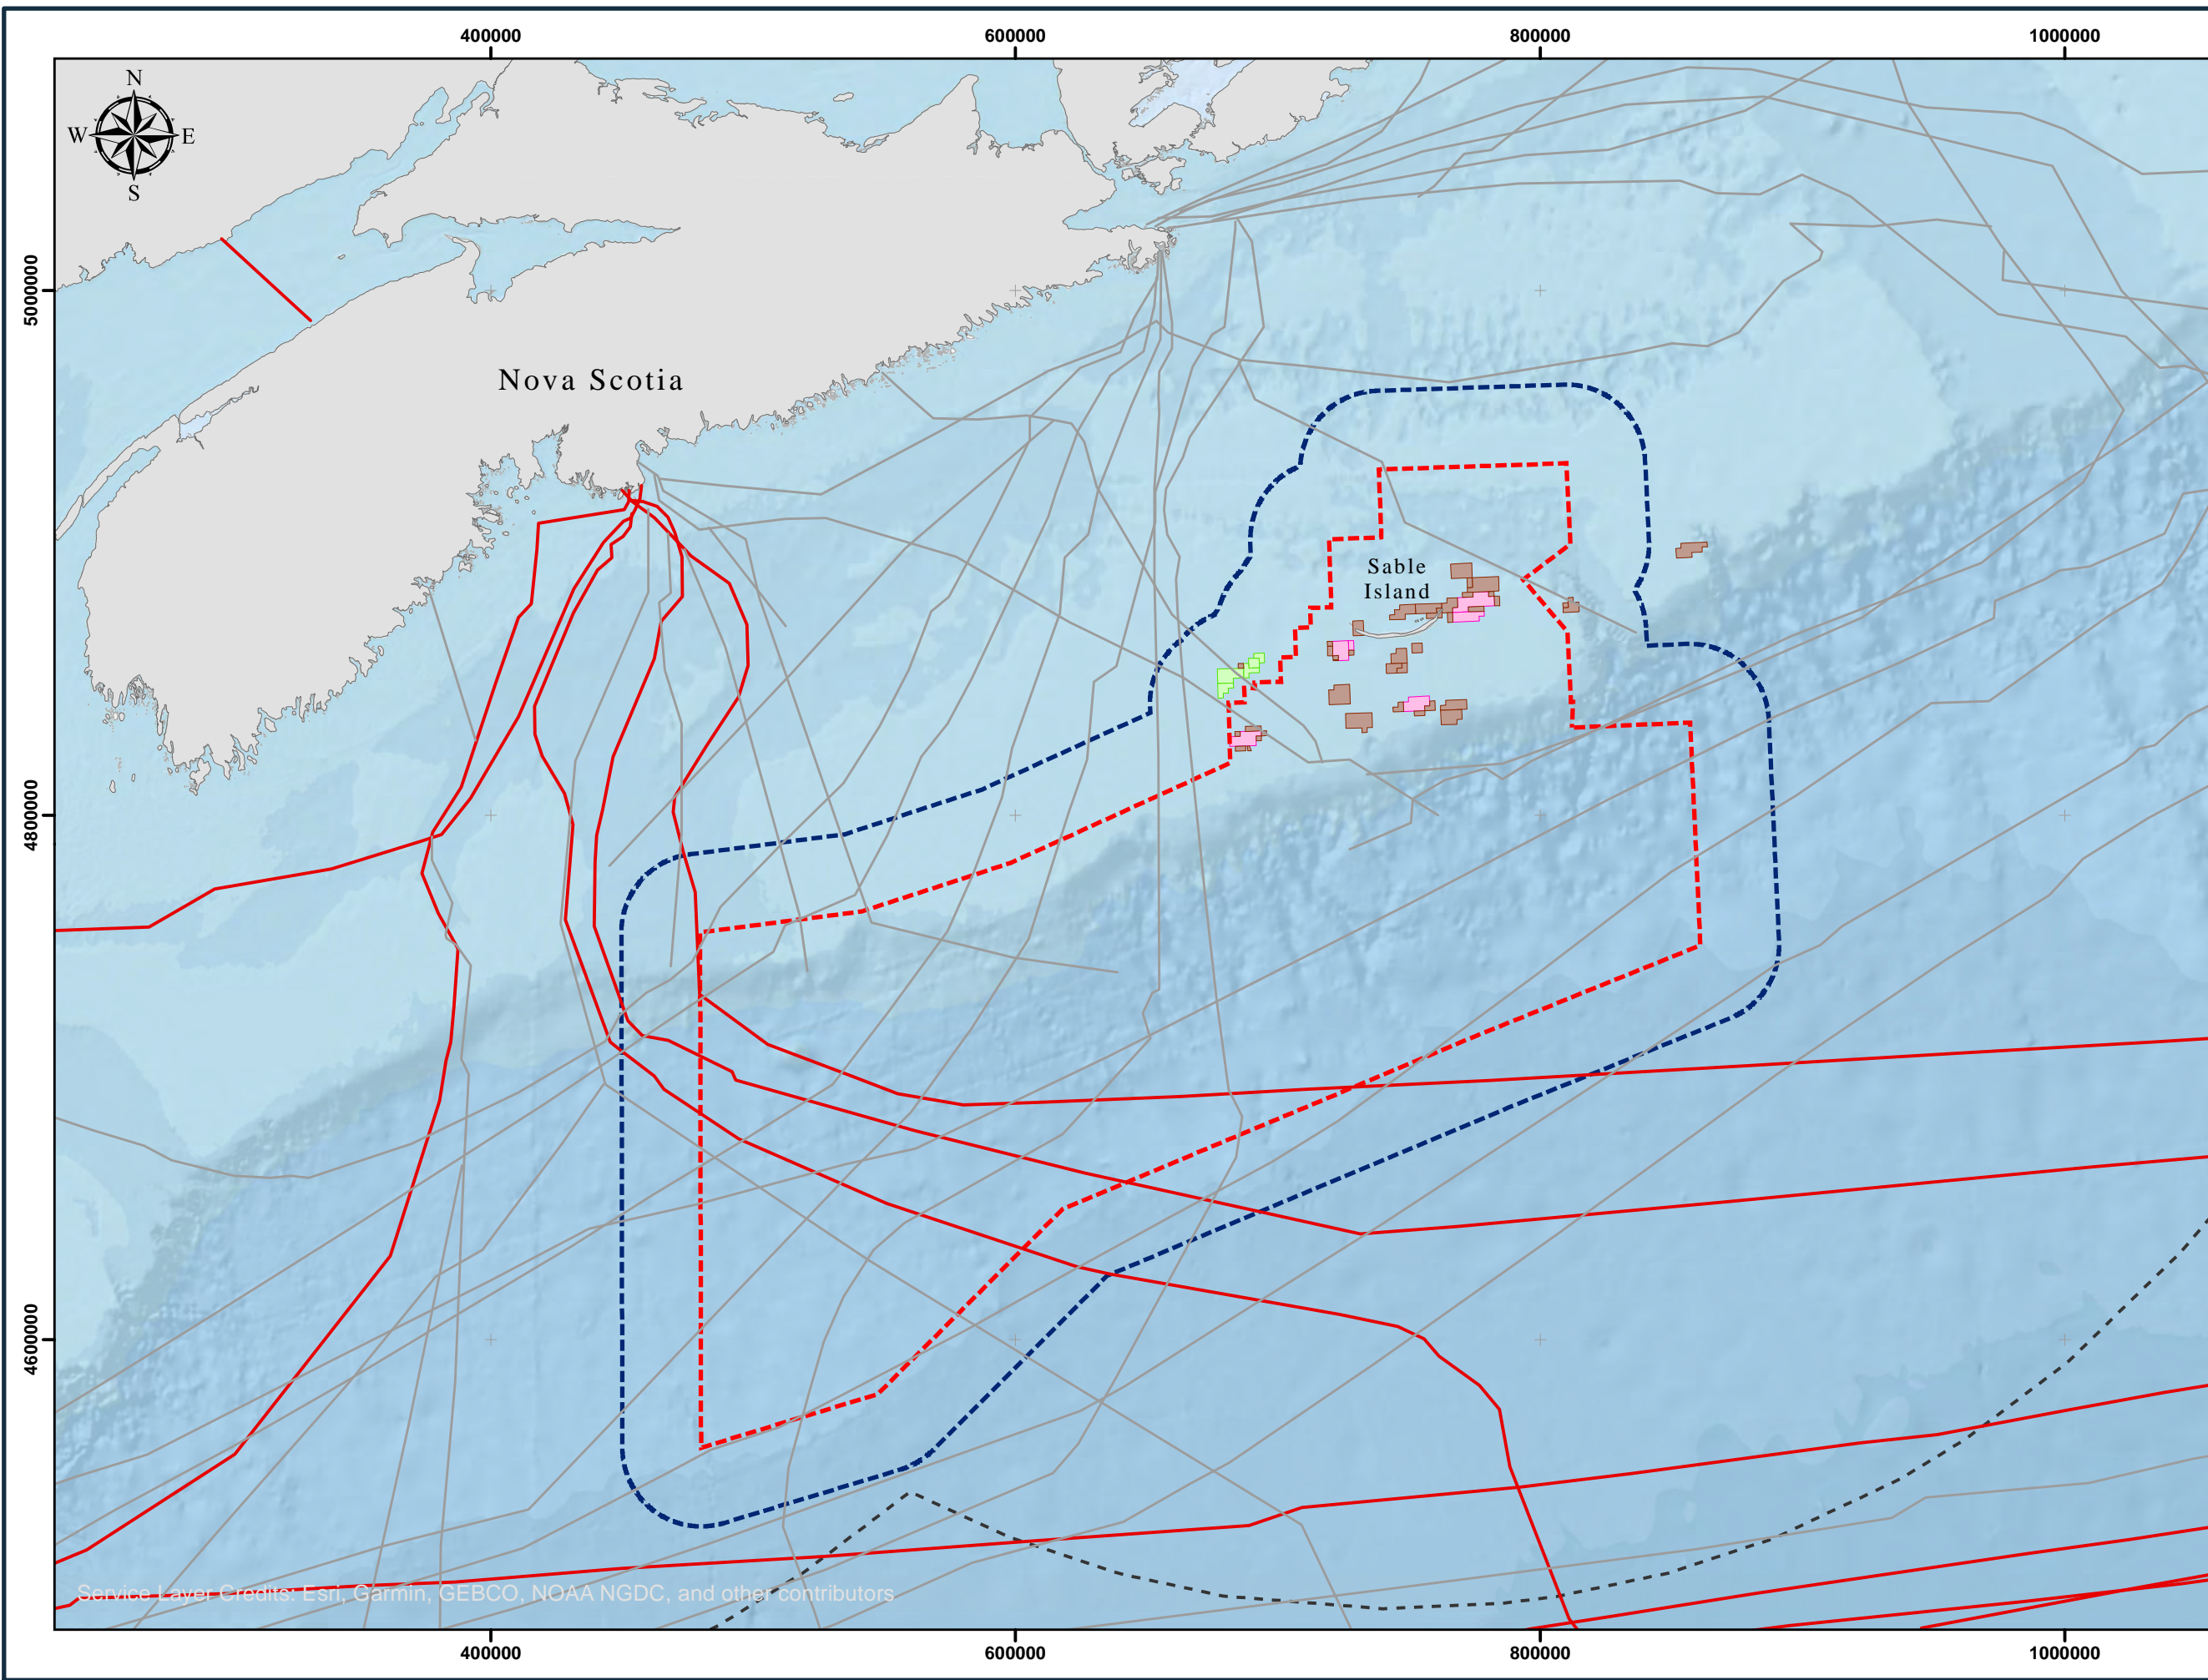 400000 600000 800000 1000000
N
W E
S
5000000
Nova Scotia
Sable
Island
4800000
4600000
Service Layer Credits: Esri, Garmin, GEBCO, NOAA NGDC, and other contributors
400000 600000 800000 1000000